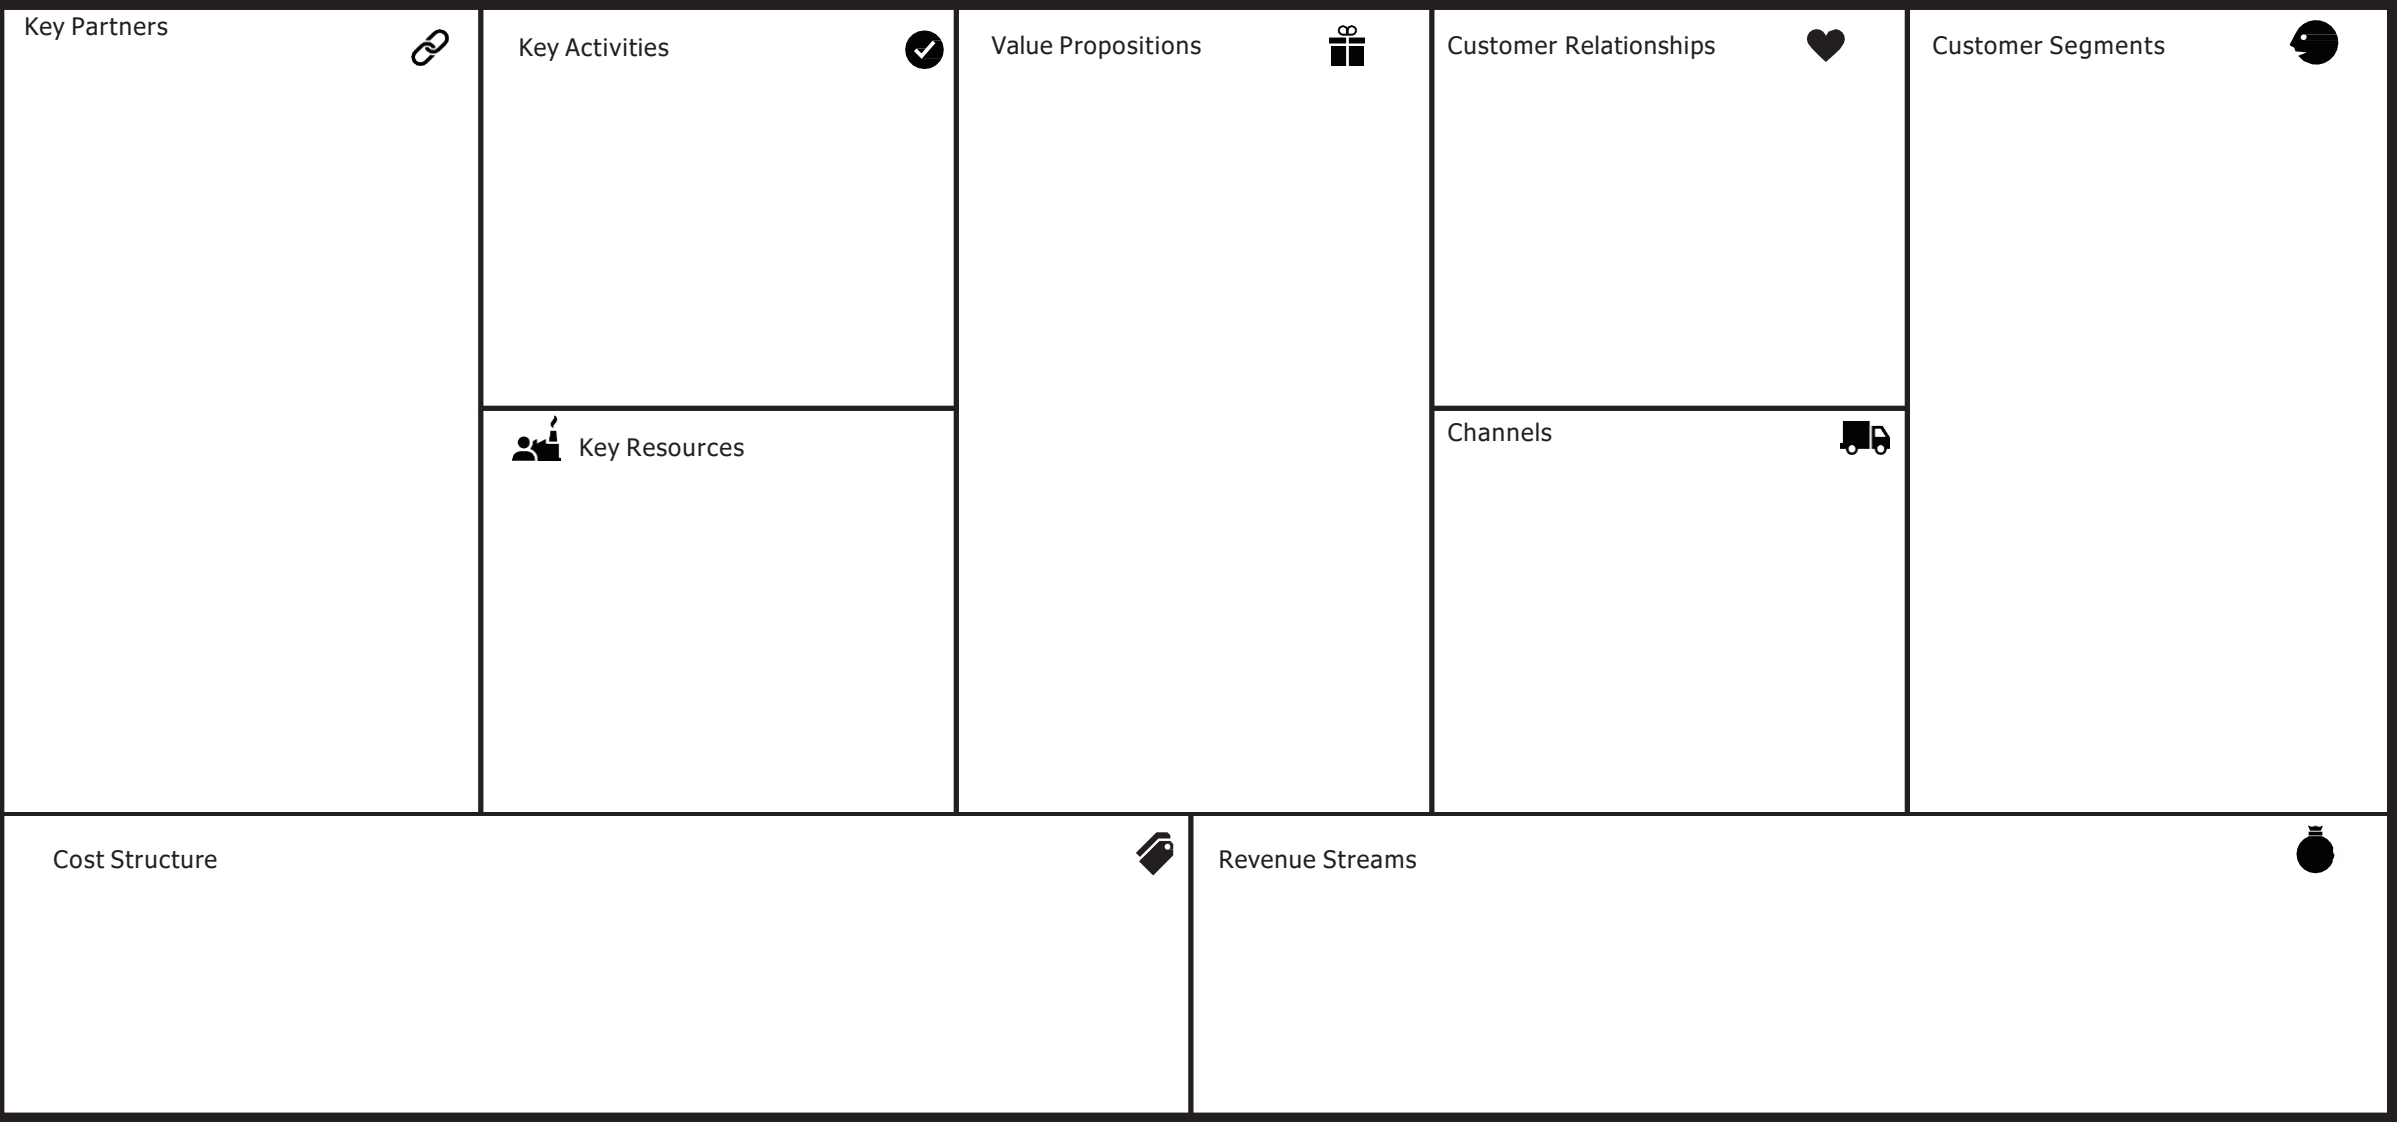 Key Partners
Key Activities
Value Propositions
Customer Relationships
Customer Segments
Key Resources
Channels
Cost Structure
Revenue Streams